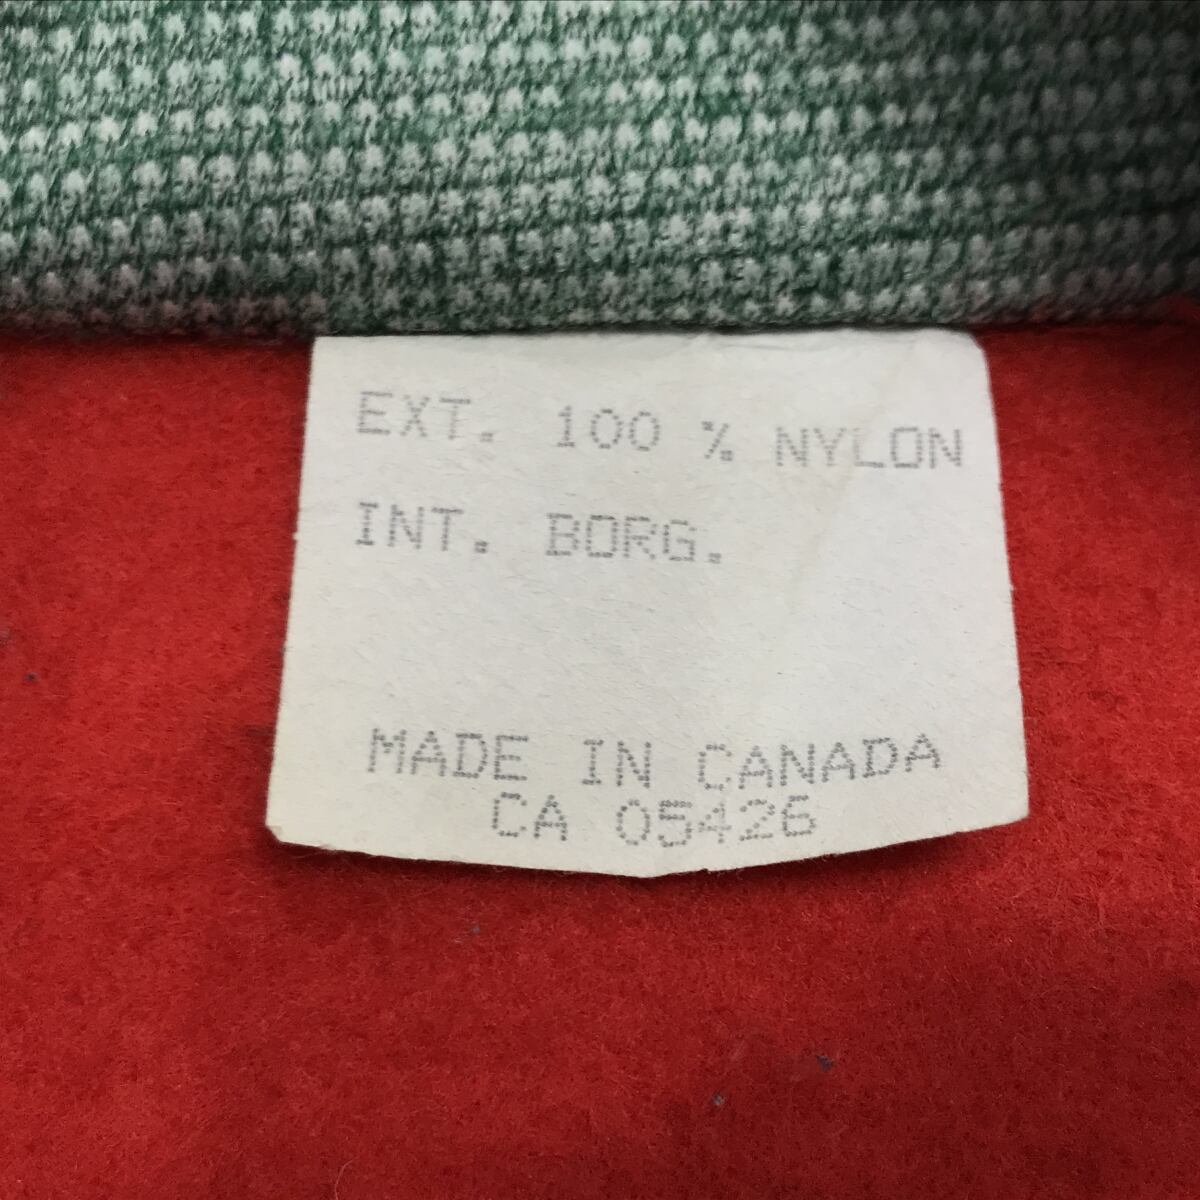 EXT. 100 % NYLON
INT. BORG.
MADE IN CANADA
CA 05426